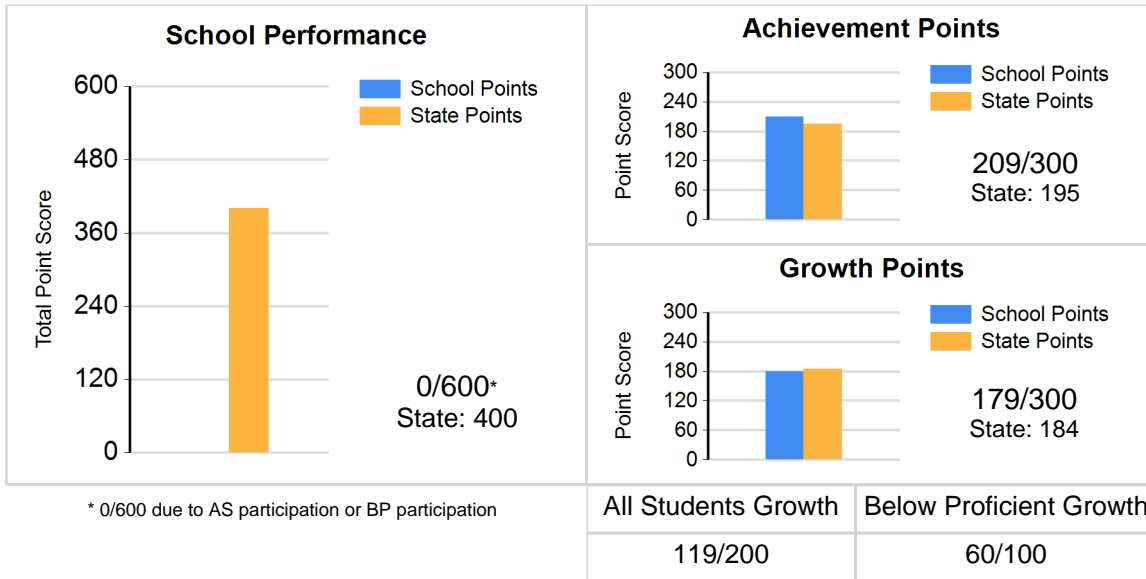 School Performance
Total Point Score
600
480
360
240
120
0
School Points
State Points
0/600*
State: 400
* 0/600 due to AS participation or BP participation
Achievement Points
Point Score
300
240
180
120
60
0
School Points
State Points
209/300
State: 195
Growth Points
Point Score
300
240
180
120
60
0
School Points
State Points
179/300
State: 184
All Students Growth
Below Proficient Growth
119/200
60/100